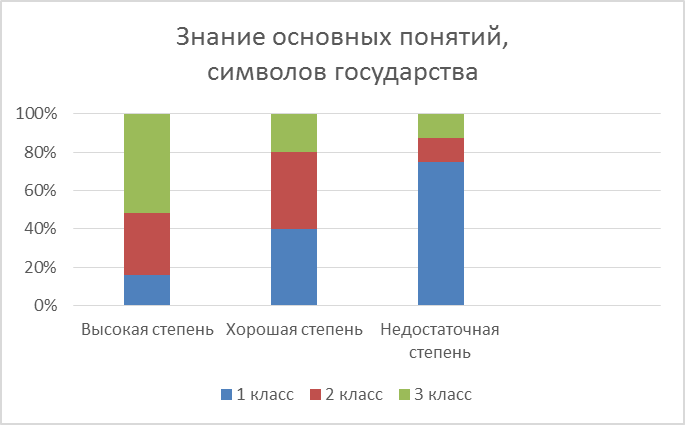 Знание основных понятий,
символов государства
100%
80%
60%
40%
20%
0%
Высокая степень
Хорошая степень
Недостаточная
степень
1 класс
2 класс
3 класс